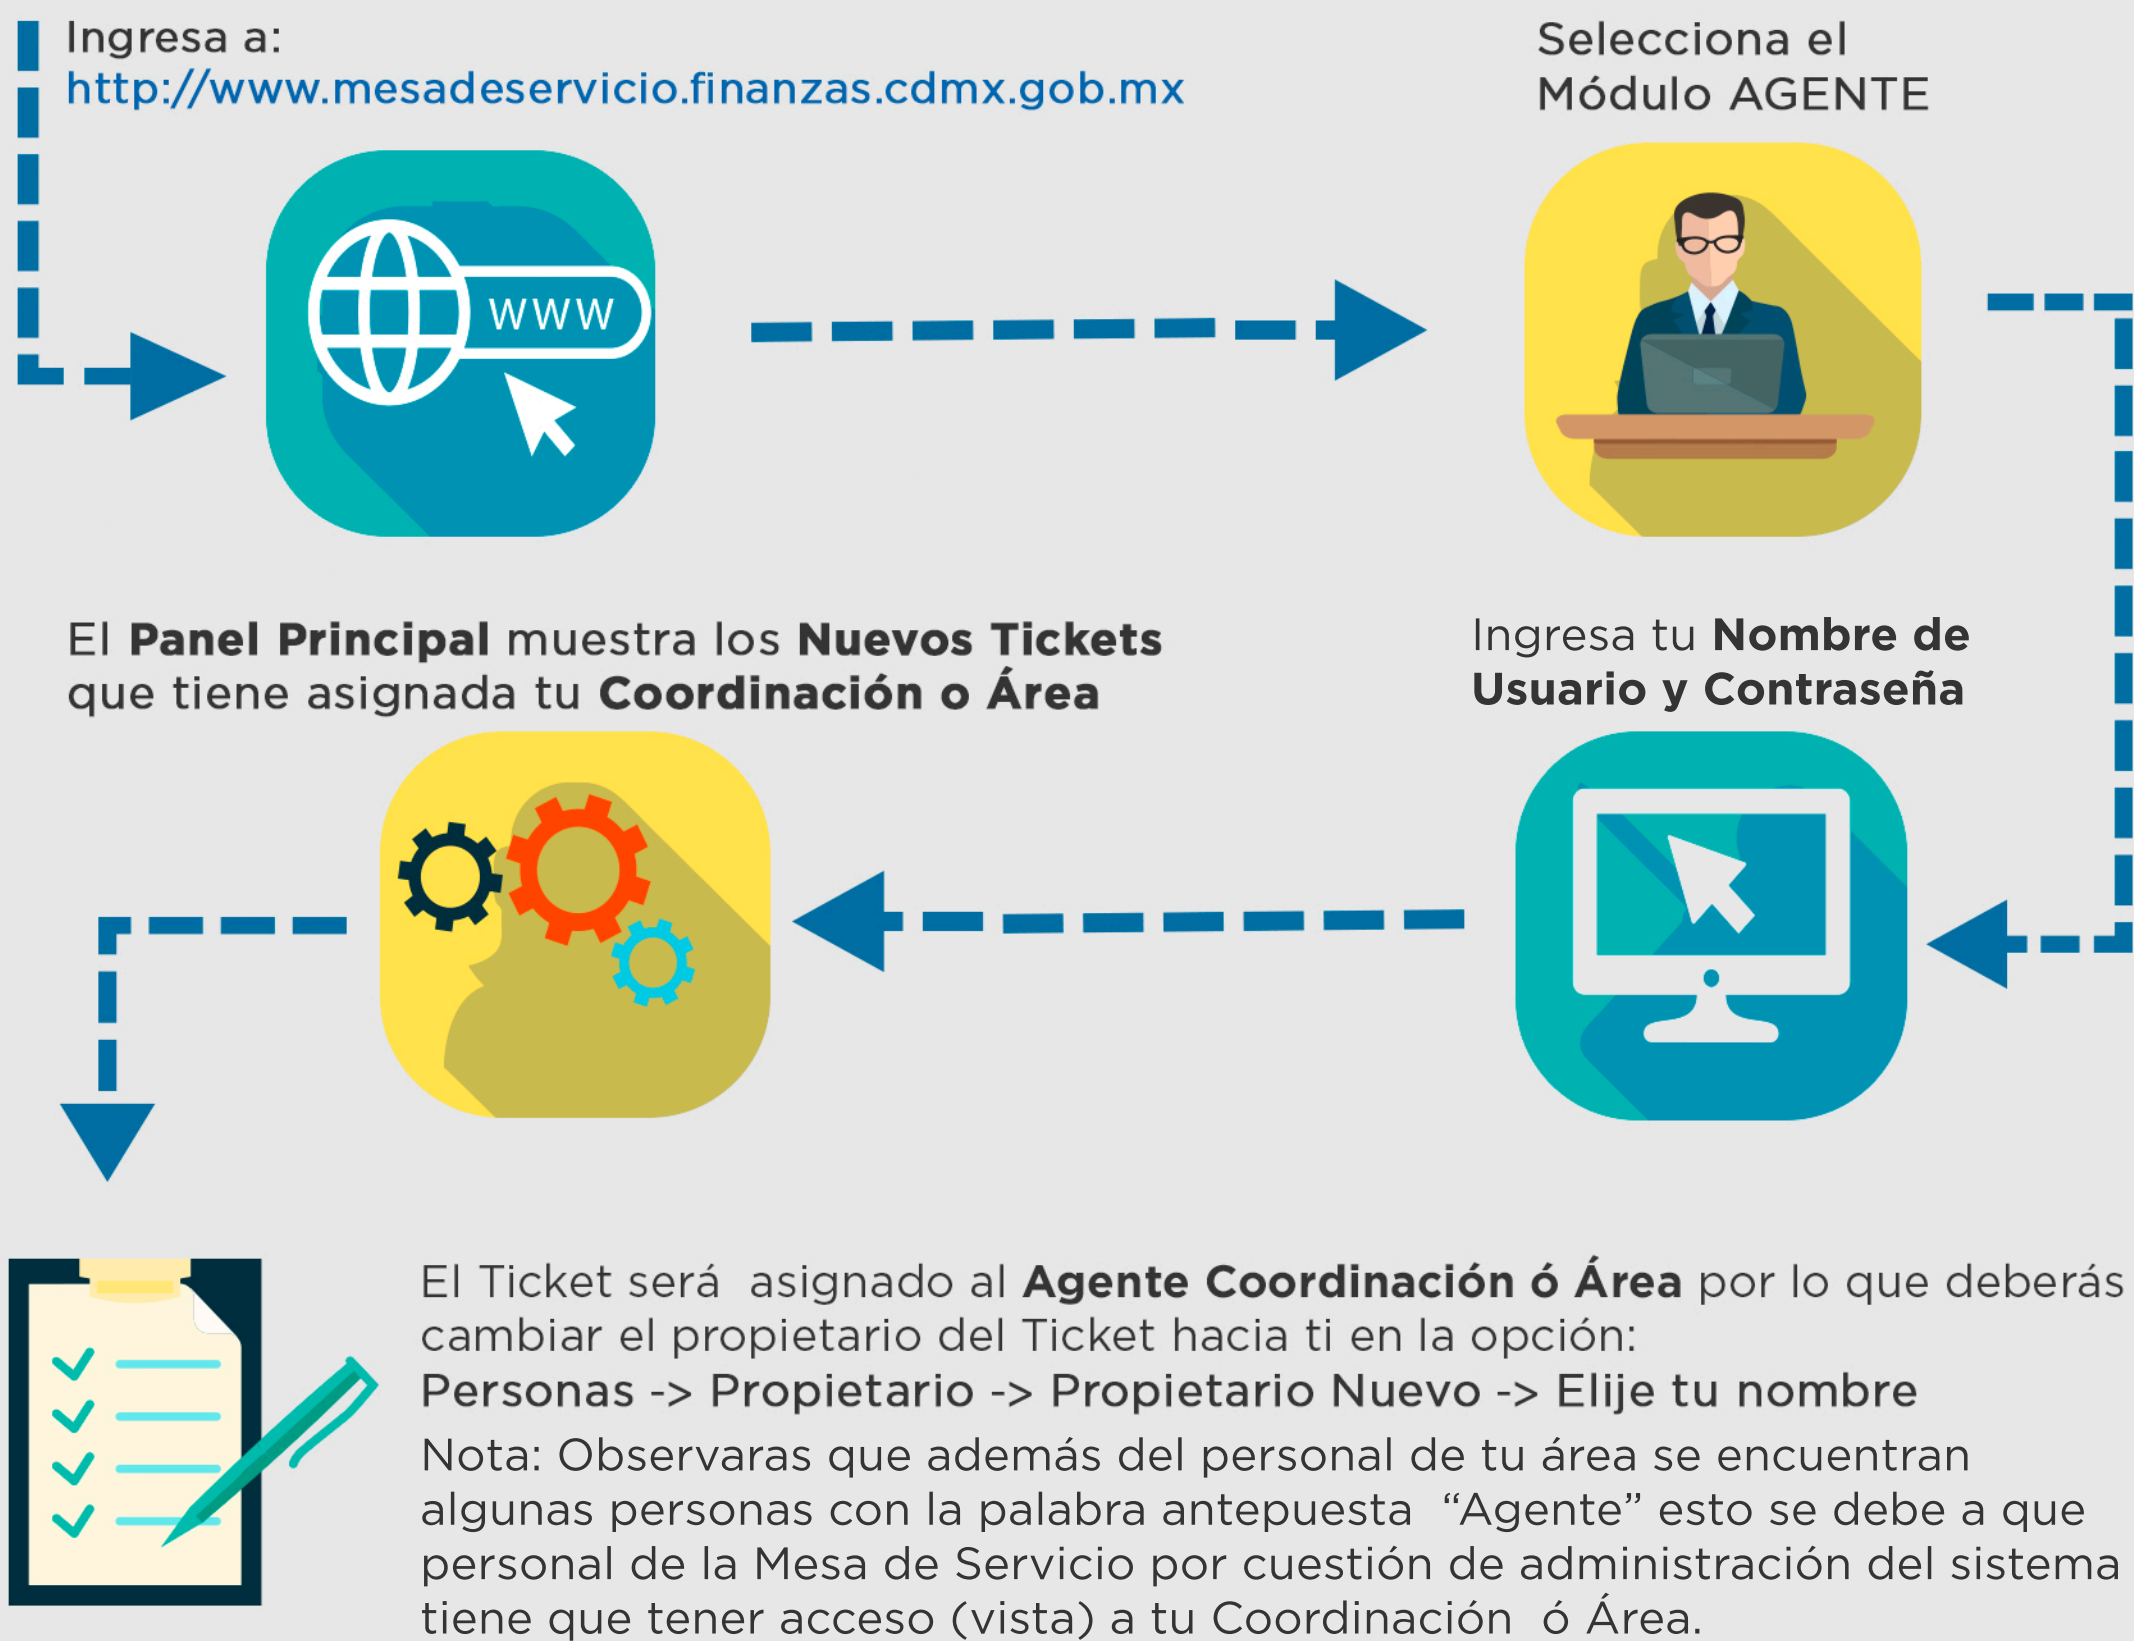 Ingresa a:
http://www.mesadeservicio.finanzas.cdmx.gob.mx
Selecciona el
Módulo AGENTE
www
Ingresa tu Nombre de
Usuario y Contraseña
El Panel Principal muestra los Nuevos Tickets
que tiene asignada tu Coordinación o Área
El Ticket será  asignado al Agente Coordinación ó Área por lo que deberás
cambiar el propietario del Ticket hacia ti en la opción:
Personas -> Propietario -> Propietario Nuevo -> Elije tu nombre
Nota: Observaras que además del personal de tu área se encuentran
algunas personas con la palabra antepuesta  “Agente” esto se debe a que
personal de la Mesa de Servicio por cuestión de administración del sistema
tiene que tener acceso (vista) a tu Coordinación  ó Área.